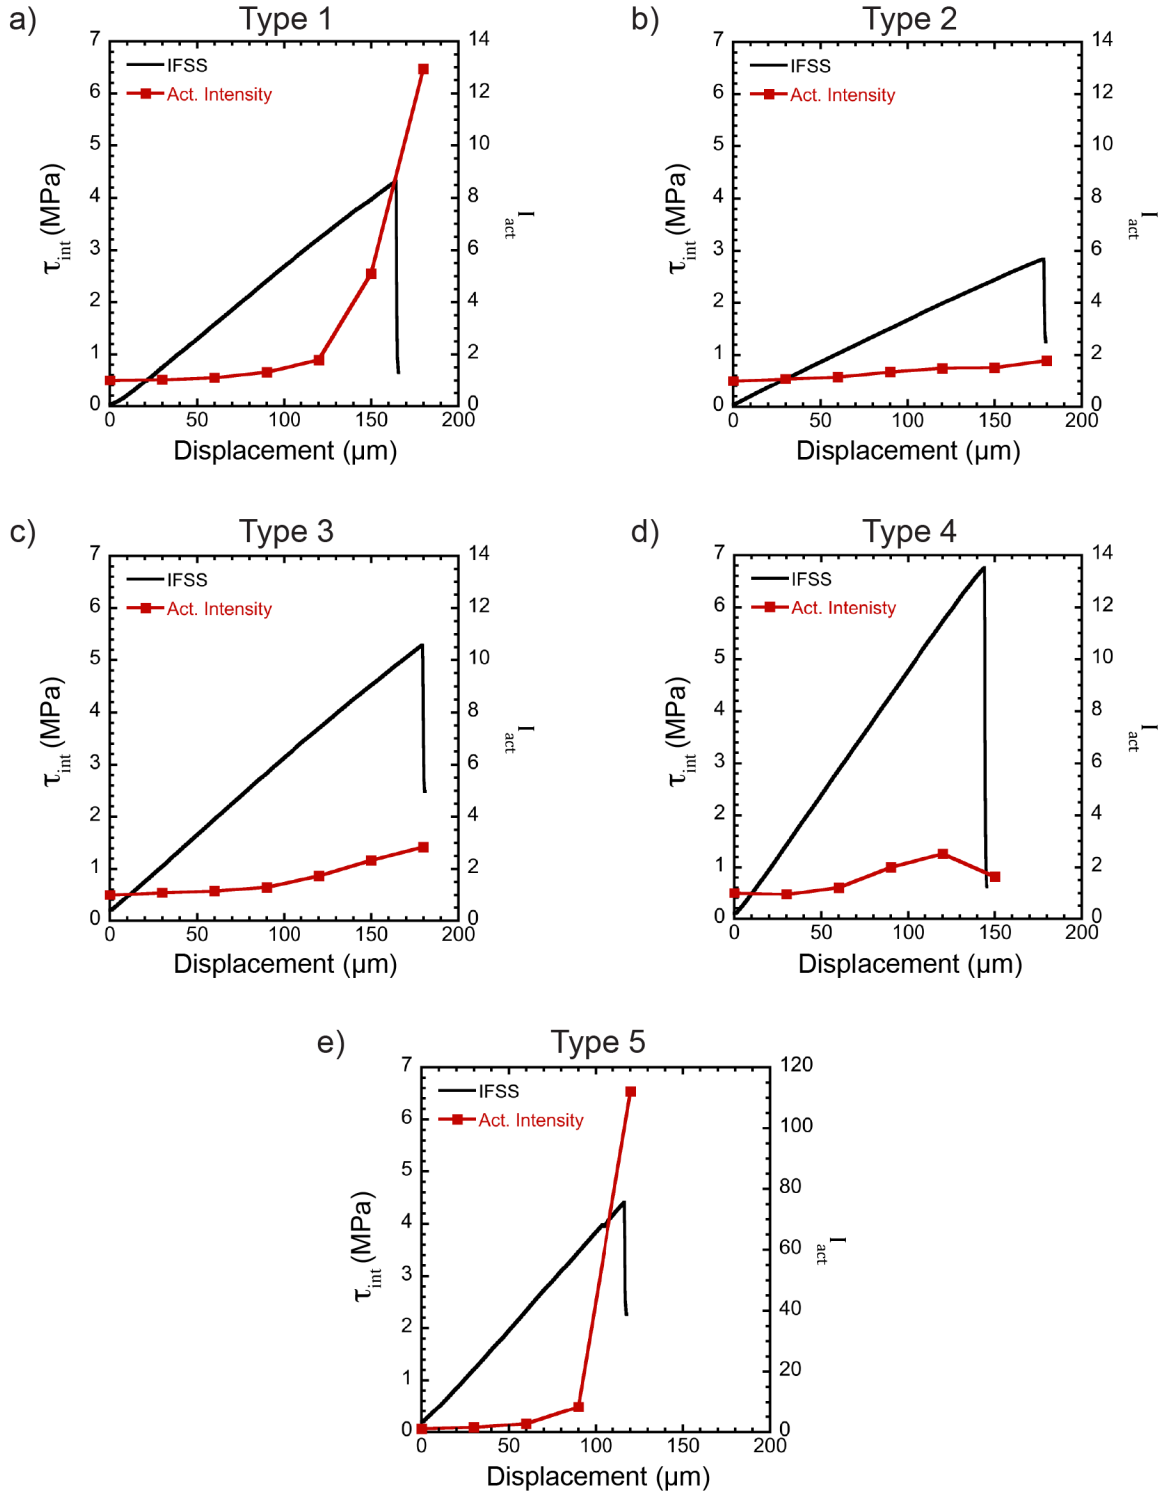 a) Type 1
7
6
5
4
3
2
1
0
14
12
10
8
6
4
2
0
IFSS
Act. Intensity
τint (MPa)
Iact
0 50 100 150 200
Displacement (µm)
b) Type 2
7
6
5
4
3
2
1
0
14
12
10
8
6
4
2
0
IFSS
Act. Intensity
τint (MPa)
Iact
0 50 100 150 200
Displacement (µm)
c) Type 3
7
6
5
4
3
2
1
0
14
12
10
8
6
4
2
0
IFSS
Act. Intensity
τint (MPa)
Iact
0 50 100 150 200
Displacement (µm)
d) Type 4
7
6
5
4
3
2
1
0
14
12
10
8
6
4
2
0
IFSS
Act. Intenisty
τint (MPa)
Iact
0 50 100 150 200
Displacement (µm)
e) Type 5
7
6
5
4
3
2
1
0
120
100
80
60
40
20
0
IFSS
Act. Intensity
τint (MPa)
Iact
0 50 100 150 200
Displacement (µm)